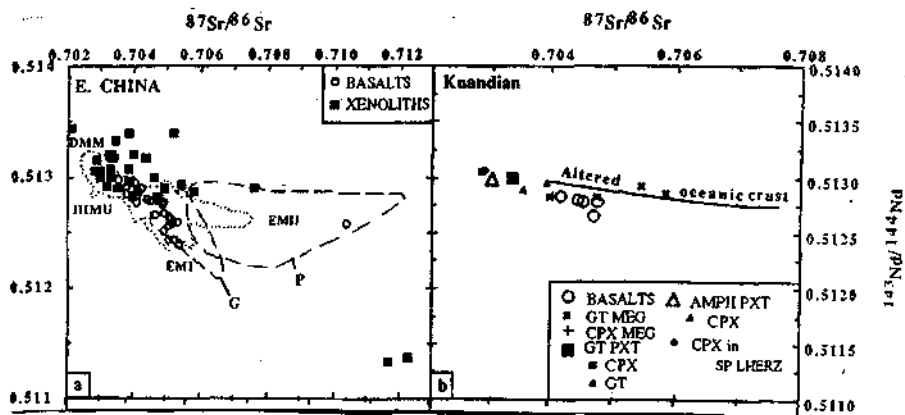 87Sr/86Sr
87Sr/86Sr
0.702 0.704 0.706 0.708 0.710 0.712
0.704 0.706 0.708
0.514
0.513
0.512
0.511
E. CHINA
BASALTS
XENOLITHS
DMM
HIMU
EMII
EMI
G
P
a
Kuandian
Altered oceanic crust
BASALTS
GT MEG
CPX MEG
GT PXT
CPX
GT
AMPH PXT
CPX
CPX in
SP LHERZ
b
0.5140
0.5135
0.5130
0.5125
0.5120
0.5115
0.5110
143Nd/144Nd